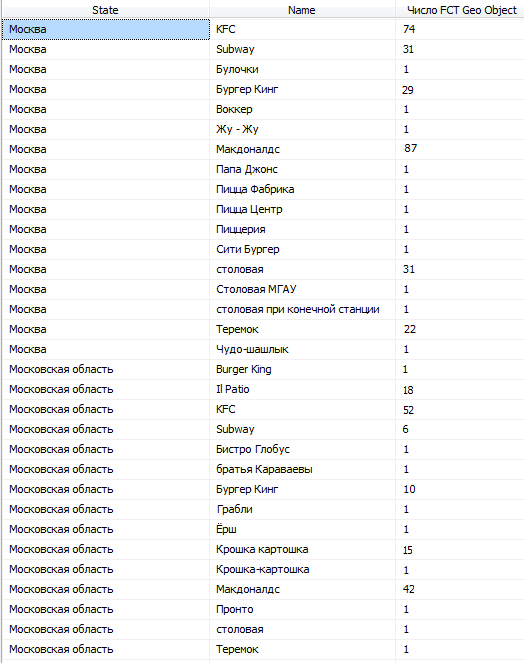 State Name Число FCT Geo Object
Москва KFC 74
Москва Subway 31
Москва Булочки 1
Москва Бургер Кинг 29
Москва Воккер 1
Москва Жу - Жу 1
Москва Макдоналдс 87
Москва Папа Джонс 1
Москва Пицца Фабрика 1
Москва Пицца Центр 1
Москва Пиццерия 1
Москва Сити Бургер 1
Москва столовая 31
Москва Столовая МГАУ 1
Москва столовая при конечной станции 1
Москва Теремок 22
Москва Чудо-шашлык 1
Московская область Burger King 1
Московская область Il Patio 18
Московская область KFC 52
Московская область Subway 6
Московская область Бистро Глобус 1
Московская область братья Караваевы 1
Московская область Бургер Кинг 10
Московская область Грабли 1
Московская область Ёрш 1
Московская область Крошка картошка 15
Московская область Крошка-картошка 1
Московская область Макдоналдс 42
Московская область Пронто 1
Московская область столовая 1
Московская область Теремок 1